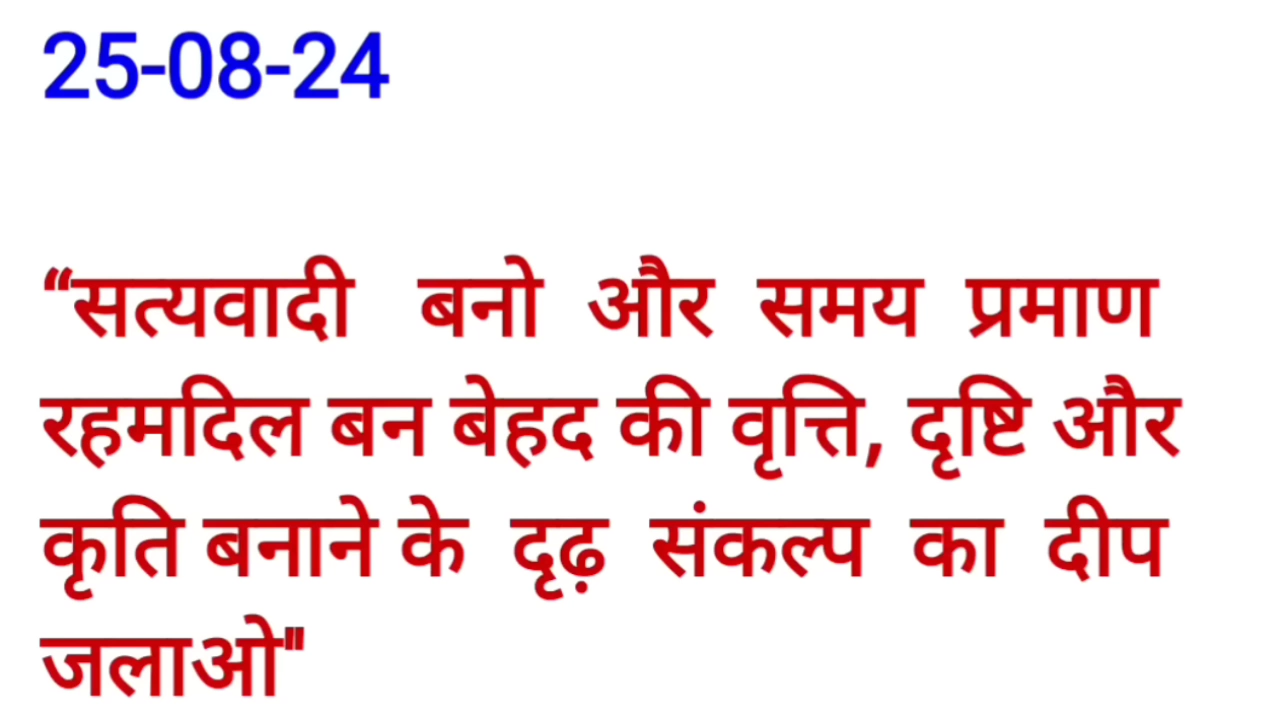 25-08-24
“सत्यवादी बनो और समय प्रमाण
रहमदिल बन बेहद की वृत्ति, दृष्टि और
कृति बनाने के दृढ़ संकल्प का दीप
जलाओ"